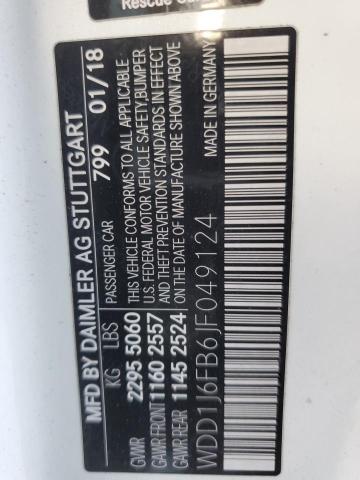 Rescue
MFD BY DAIMLER AG STUTTGART
799 01/18
KG LBS PASSENGER CAR
GVWR 2295 5060
GAWR FRONT 1160 2557
GAWR REAR 1145 2524
THIS VEHICLE CONFORMS TO ALL APPLICABLE
U.S. FEDERAL MOTOR VEHICLE SAFETY,BUMPER
AND THEFT PREVENTION STANDARDS IN EFFECT
ON THE DATE OF MANUFACTURE SHOWN ABOVE
MADE IN GERMANY
WDD1J6FB6JF049124